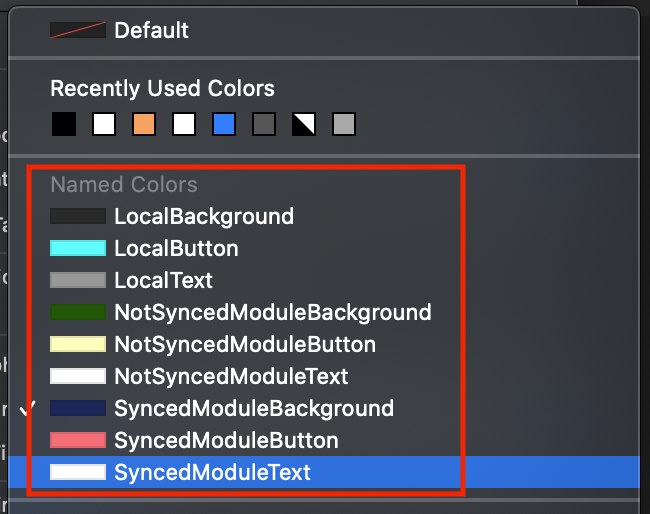 Default
Recently Used Colors
Named Colors
LocalBackground
LocalButton
LocalText
NotSyncedModuleBackground
NotSyncedModuleButton
NotSyncedModuleText
SyncedModuleBackground
SyncedModuleButton
SyncedModuleText